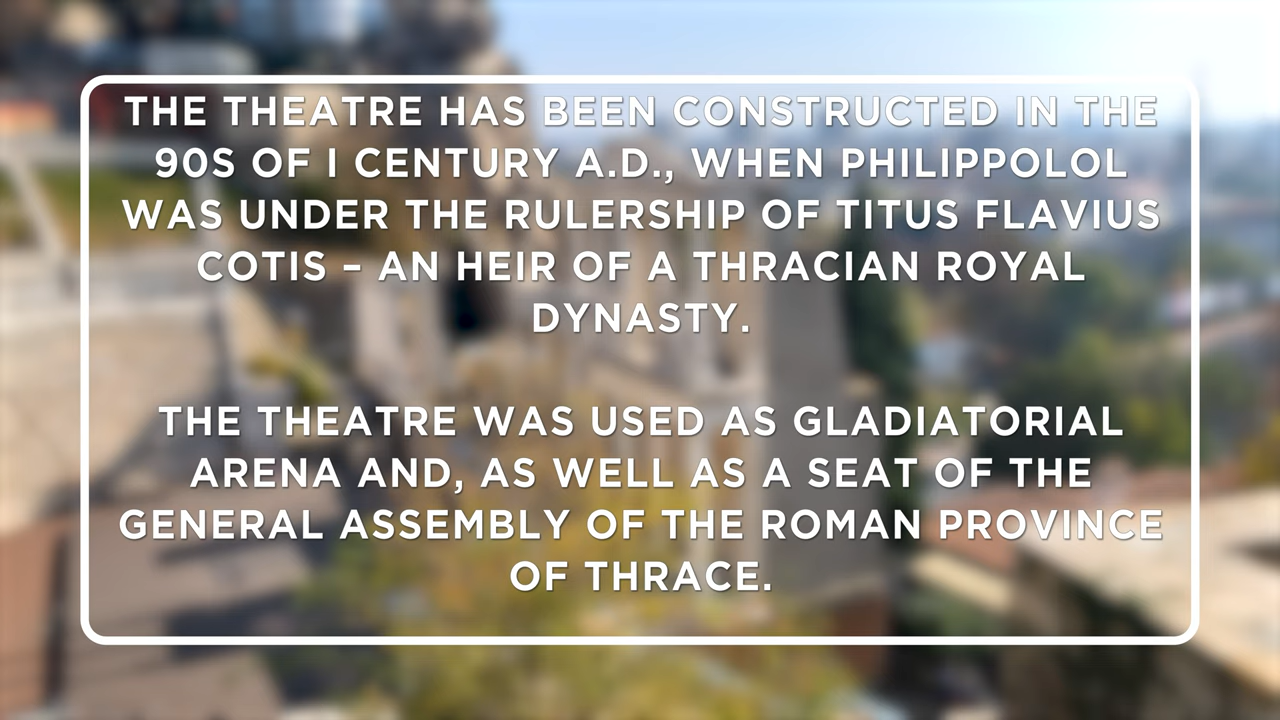 THE THEATRE HAS BEEN CONSTRUCTED IN THE
90S OF I CENTURY A.D., WHEN PHILIPPOLOL
WAS UNDER THE RULERSHIP OF TITUS FLAVIUS
COTIS – AN HEIR OF A THRACIAN ROYAL
DYNASTY.
THE THEATRE WAS USED AS GLADIATORIAL
ARENA AND, AS WELL AS A SEAT OF THE
GENERAL ASSEMBLY OF THE ROMAN PROVINCE
OF THRACE.